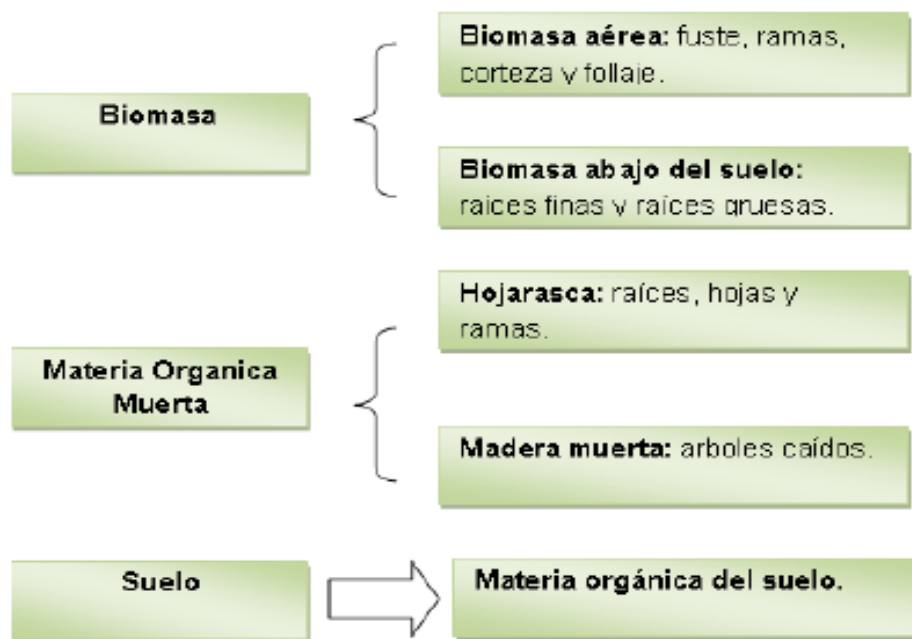 Biomasa
Biomasa aérea: fuste, ramas,
corteza y follaje.
Biomasa abajo del suelo:
raices finas y raíces gruesas.
Materia Organica
Muerta
Hojarasca: raíces, hojas y
ramas.
Madera muerta: arboles caídos.
Suelo
Materia orgánica del suelo.